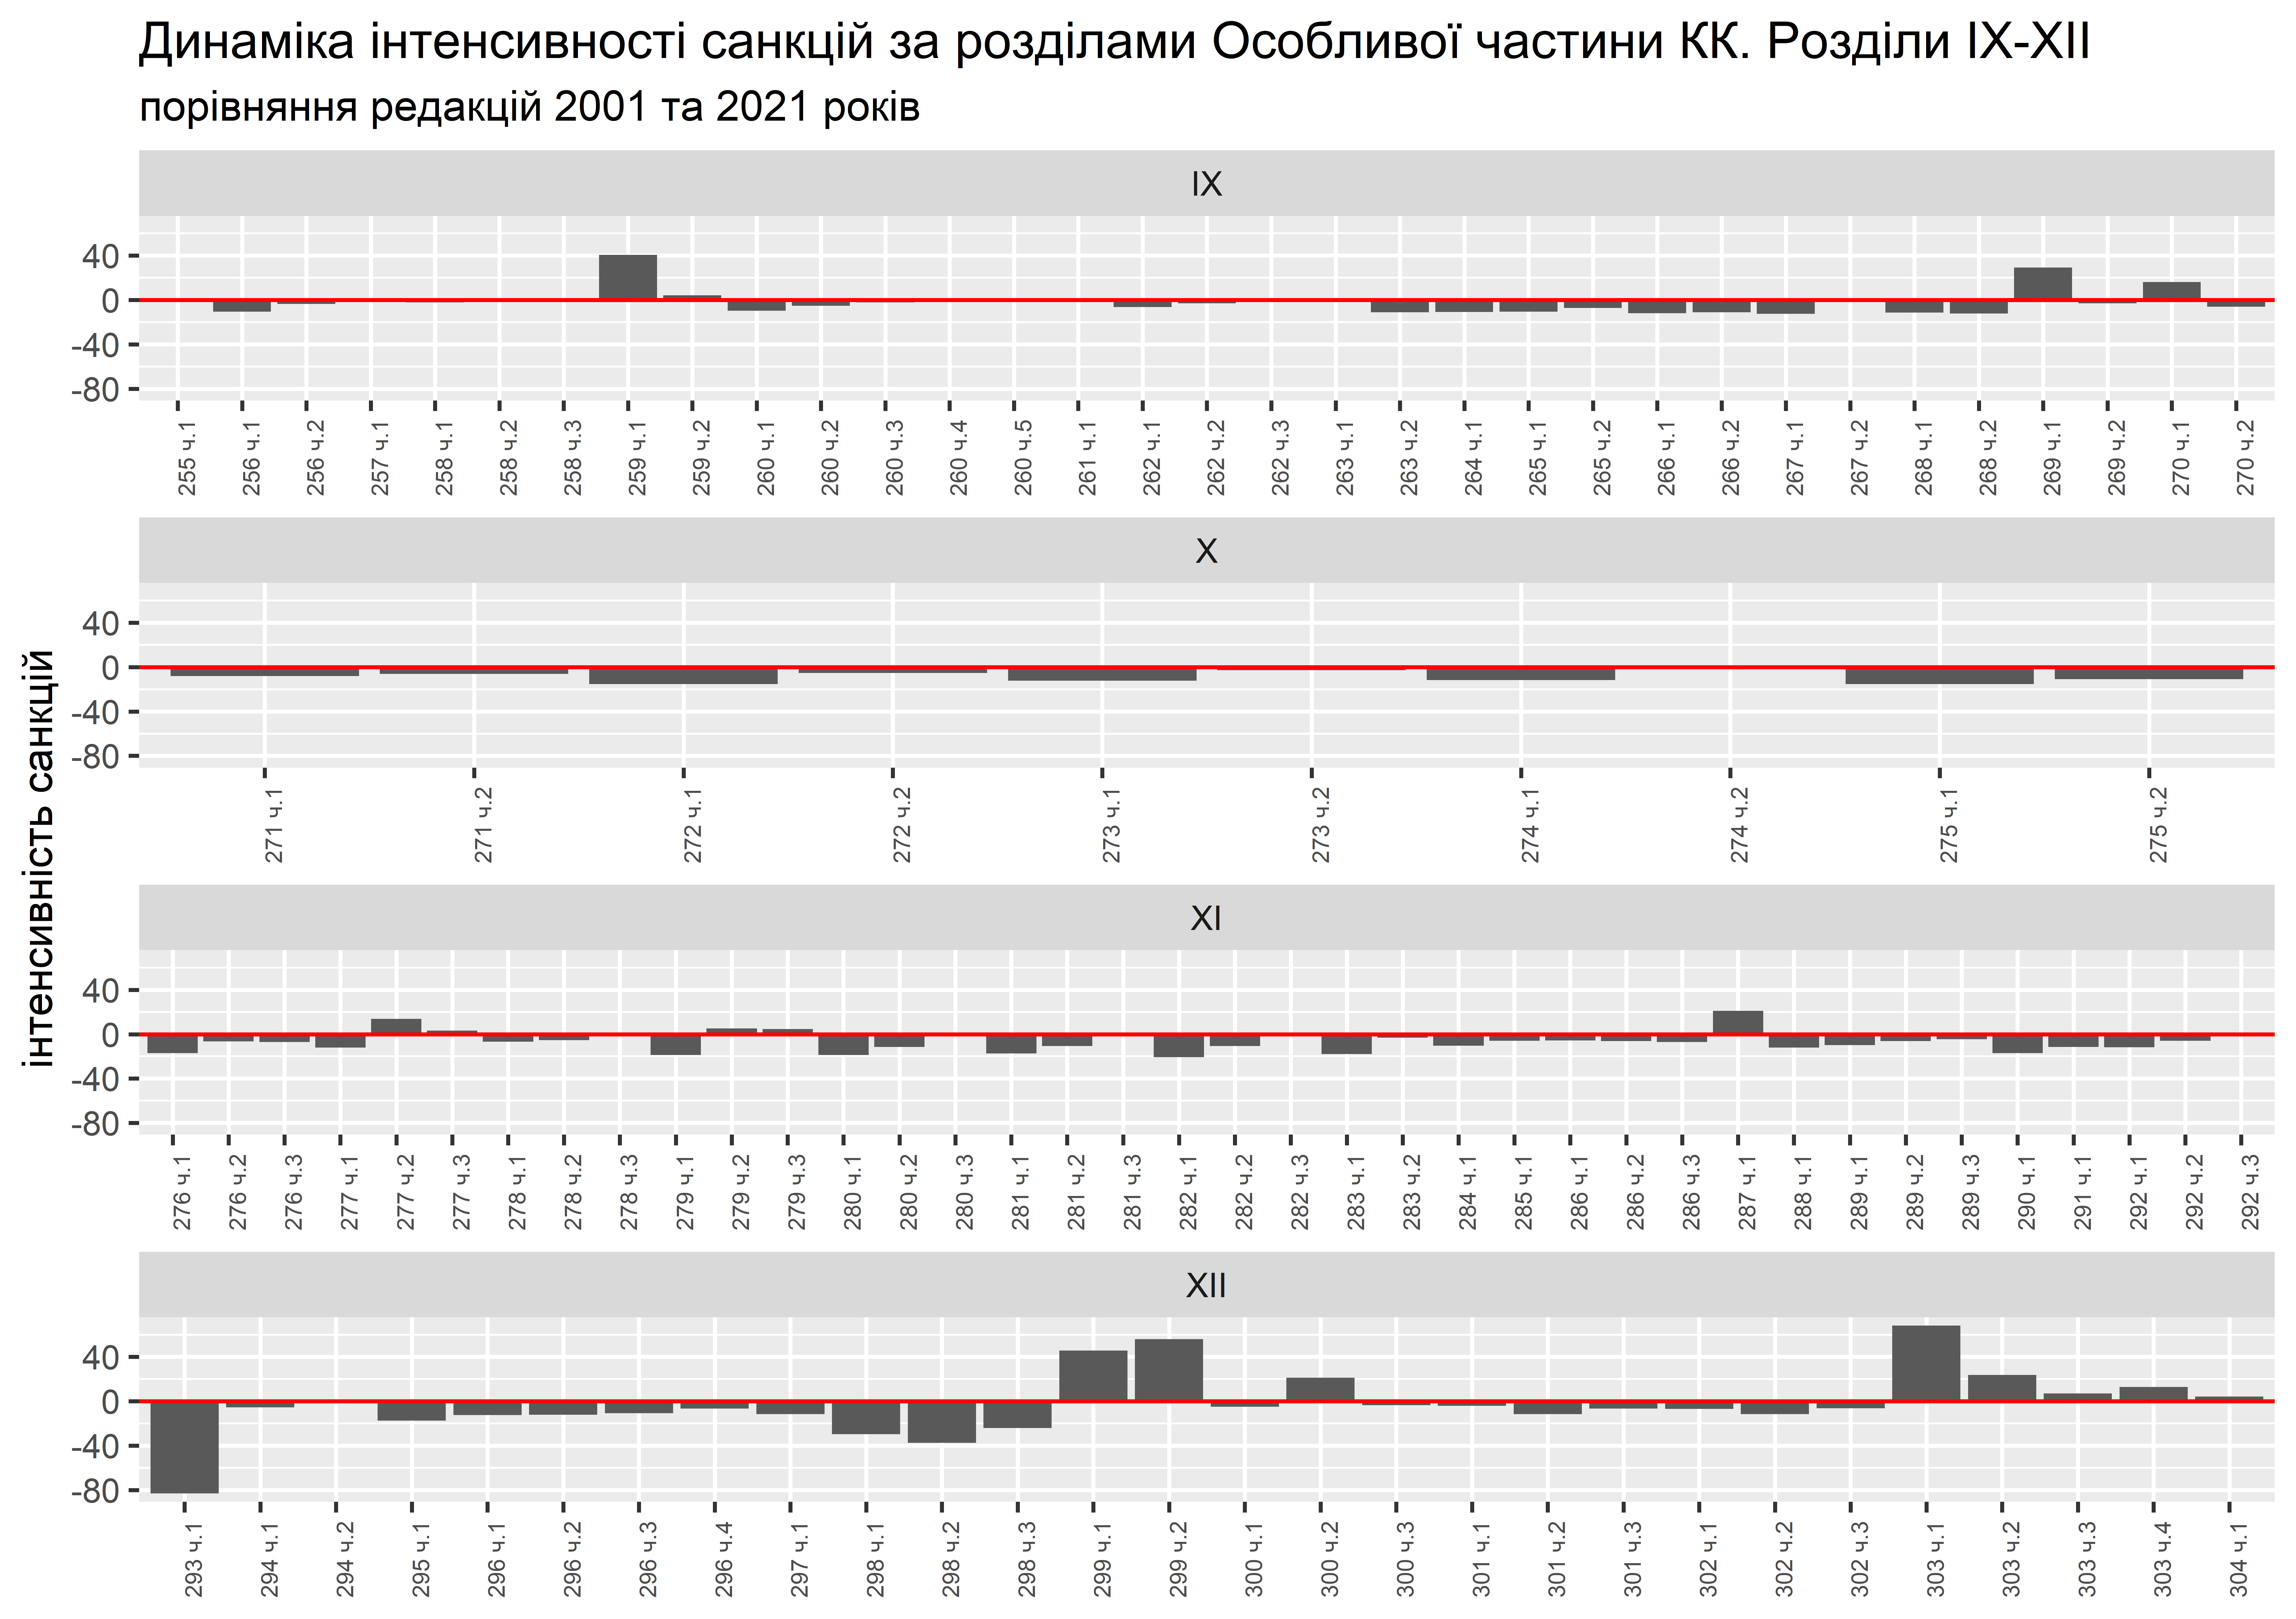 Динаміка інтенсивності санкцій за розділами Особливої частини КК. Розділи IX-XII
порівняння редакцій 2001 та 2021 років
інтенсивність санкцій
IX
40
0
-40
-80
255 ч.1
256 ч.1
256 ч.2
257 ч.1
258 ч.1
258 ч.2
258 ч.3
259 ч.1
259 ч.2
260 ч.1
260 ч.2
260 ч.3
260 ч.4
260 ч.5
261 ч.1
262 ч.1
262 ч.2
262 ч.3
263 ч.1
263 ч.2
264 ч.1
265 ч.1
265 ч.2
266 ч.1
266 ч.2
267 ч.1
267 ч.2
268 ч.1
268 ч.2
269 ч.1
269 ч.2
270 ч.1
270 ч.2
X
40
0
-40
-80
271 ч.1
271 ч.2
272 ч.1
272 ч.2
273 ч.1
273 ч.2
274 ч.1
274 ч.2
275 ч.1
275 ч.2
XI
40
0
-40
-80
276 ч.1
276 ч.2
276 ч.3
277 ч.1
277 ч.2
277 ч.3
278 ч.1
278 ч.2
278 ч.3
279 ч.1
279 ч.2
279 ч.3
280 ч.1
280 ч.2
280 ч.3
281 ч.1
281 ч.2
281 ч.3
282 ч.1
282 ч.2
282 ч.3
283 ч.1
283 ч.2
284 ч.1
285 ч.1
286 ч.1
286 ч.2
286 ч.3
287 ч.1
288 ч.1
289 ч.1
289 ч.2
289 ч.3
290 ч.1
291 ч.1
292 ч.1
292 ч.2
292 ч.3
XII
40
0
-40
-80
293 ч.1
294 ч.1
294 ч.2
295 ч.1
296 ч.1
296 ч.2
296 ч.3
296 ч.4
297 ч.1
298 ч.1
298 ч.2
298 ч.3
299 ч.1
299 ч.2
300 ч.1
300 ч.2
300 ч.3
301 ч.1
301 ч.2
301 ч.3
302 ч.1
302 ч.2
302 ч.3
303 ч.1
303 ч.2
303 ч.3
303 ч.4
304 ч.1